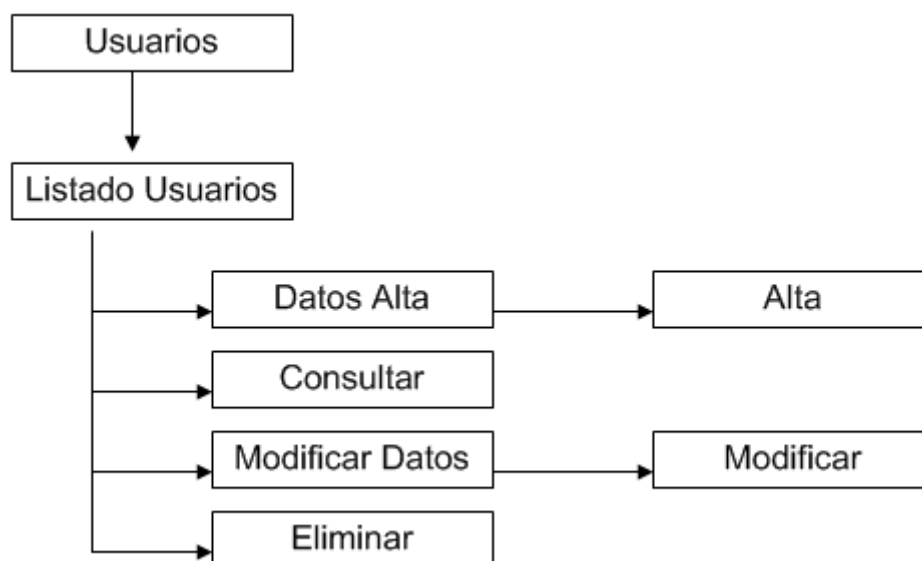 Usuarios
Listado Usuarios
Datos Alta
Alta
Consultar
Modificar Datos
Modificar
Eliminar